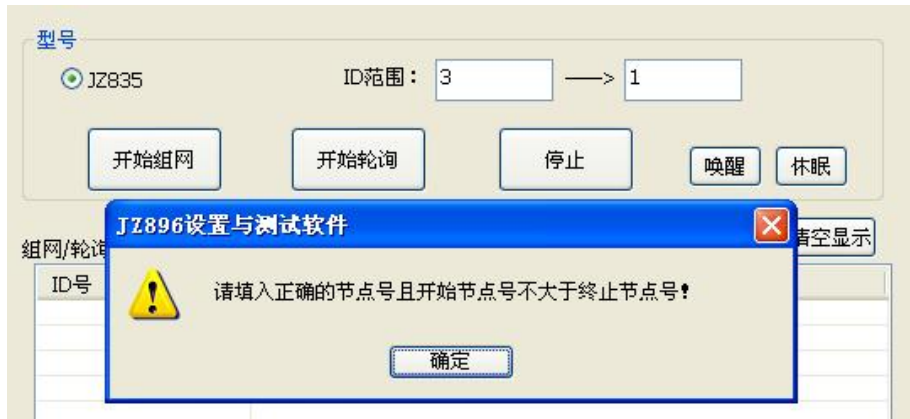 型号
JZ835
ID范围： 3 ——> 1
开始组网 开始轮询 停止 唤醒 休眠
JZ896设置与测试软件
组网/轮询
清空显示
ID号
请填入正确的节点号且开始节点号不大于终止节点号！
确定